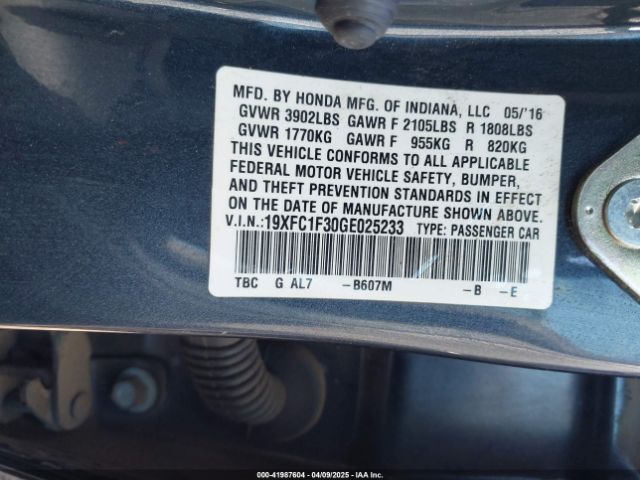 MFD. BY HONDA MFG. OF INDIANA, LLC 05/'16
GVWR 3902LBS GAWR F 2105LBS R 1808LBS
GVWR 1770KG GAWR F 955KG R 820KG
THIS VEHICLE CONFORMS TO ALL APPLICABLE
FEDERAL MOTOR VEHICLE SAFETY, BUMPER,
AND THEFT PREVENTION STANDARDS IN EFFECT
ON THE DATE OF MANUFACTURE SHOWN ABOVE.
V.I.N.:19XFC1F30GE025233 TYPE: PASSENGER CAR
TBC G AL7 -B607M -B -E
000-41987604 04/09/2025 IAAI.COM